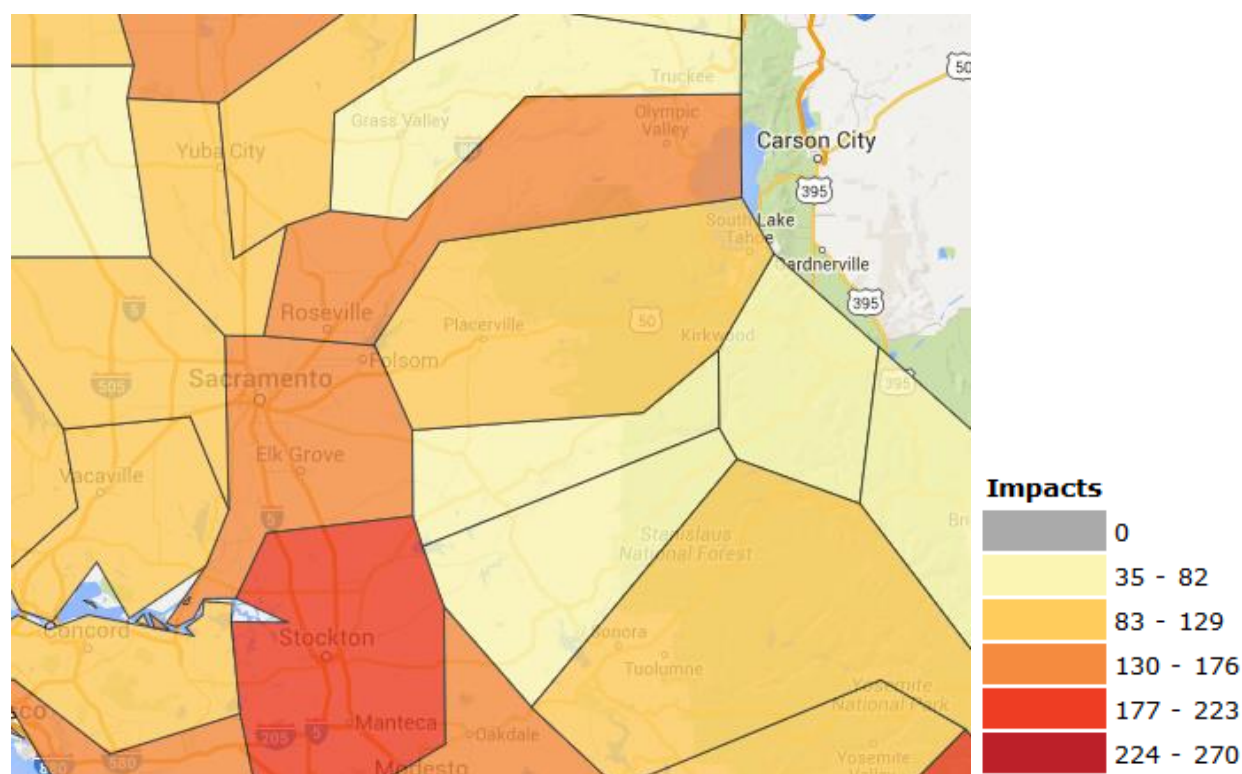 Truckee
50
Grass Valley
Olympic
Valley
80
Yuba City
Carson City
395
South Lake
Tahoe
Gardnerville
5
Roseville
395
Placerville
50
Kirkwood
Folsom
505
Sacramento
395
Elk Grove
Vacaville
Impacts
5
0
Stanislaus
National Forest
35 - 82
83 - 129
Concord
Stockton
Sonora
130 - 176
Tuolumne
Yosemite
National Park
177 - 223
Manteca
205
5
Oakdale
580
Yosemite
Valley
224 - 270
Modesto